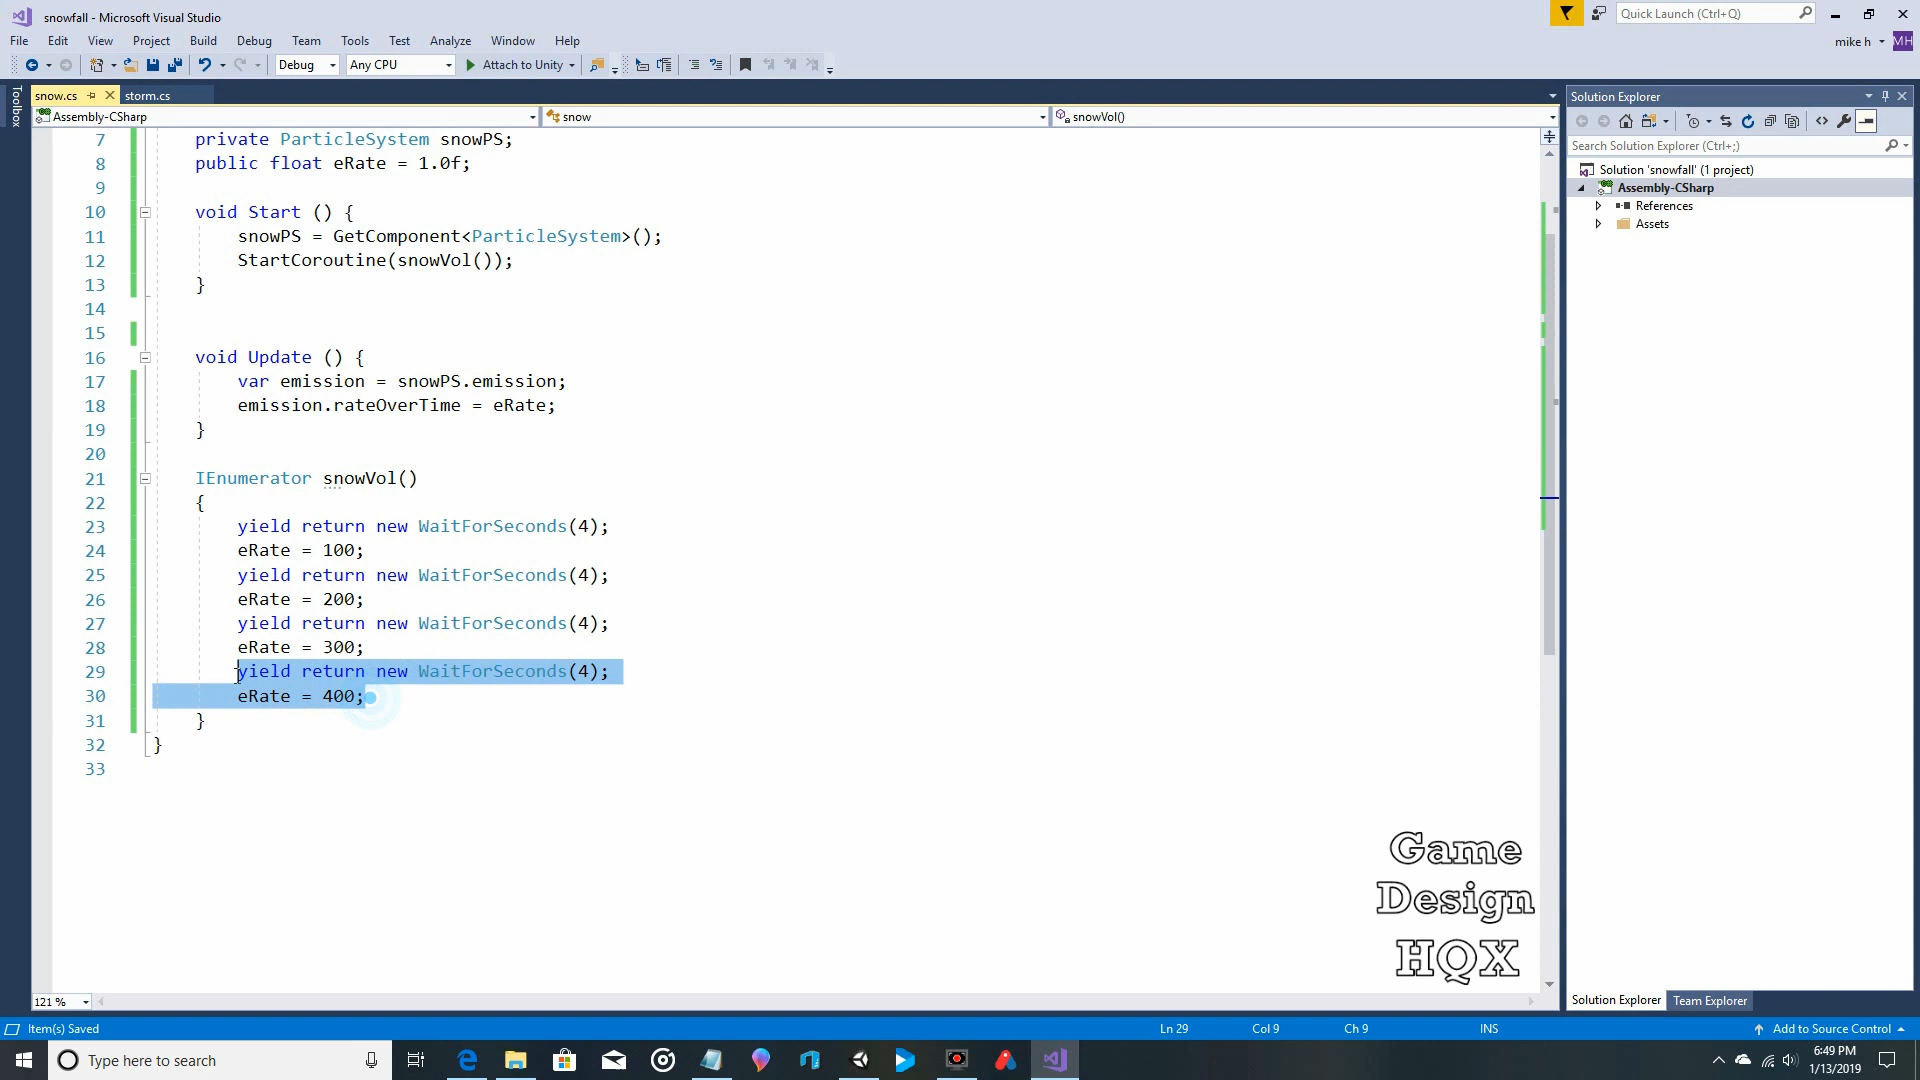 snowfall - Microsoft Visual Studio
Quick Launch (Ctrl+Q)
File Edit View Project Build Debug Team Tools Test Analyze Window Help
mike h MH
Debug Any CPU Attach to Unity
Toolbox
snow.cs storm.cs
Assembly-CSharp snow snowVol()
7 private ParticleSystem snowPS;
8 public float eRate = 1.0f;
9
10 void Start () {
11 snowPS = GetComponent<ParticleSystem>();
12 StartCoroutine(snowVol());
13 }
14
15
16 void Update () {
17 var emission = snowPS.emission;
18 emission.rateOverTime = eRate;
19 }
20
21 IEnumerator snowVol()
22 {
23 yield return new WaitForSeconds(4);
24 eRate = 100;
25 yield return new WaitForSeconds(4);
26 eRate = 200;
27 yield return new WaitForSeconds(4);
28 eRate = 300;
29 yield return new WaitForSeconds(4);
30 eRate = 400;
31 }
32 }
33
Solution Explorer
Search Solution Explorer (Ctrl+;)
Solution 'snowfall' (1 project)
Assembly-CSharp
References
Assets
Game
Design
HQX
121 %
Solution Explorer Team Explorer
Item(s) Saved Ln 29 Col 9 Ch 9 INS Add to Source Control
Type here to search
6:49 PM
1/13/2019